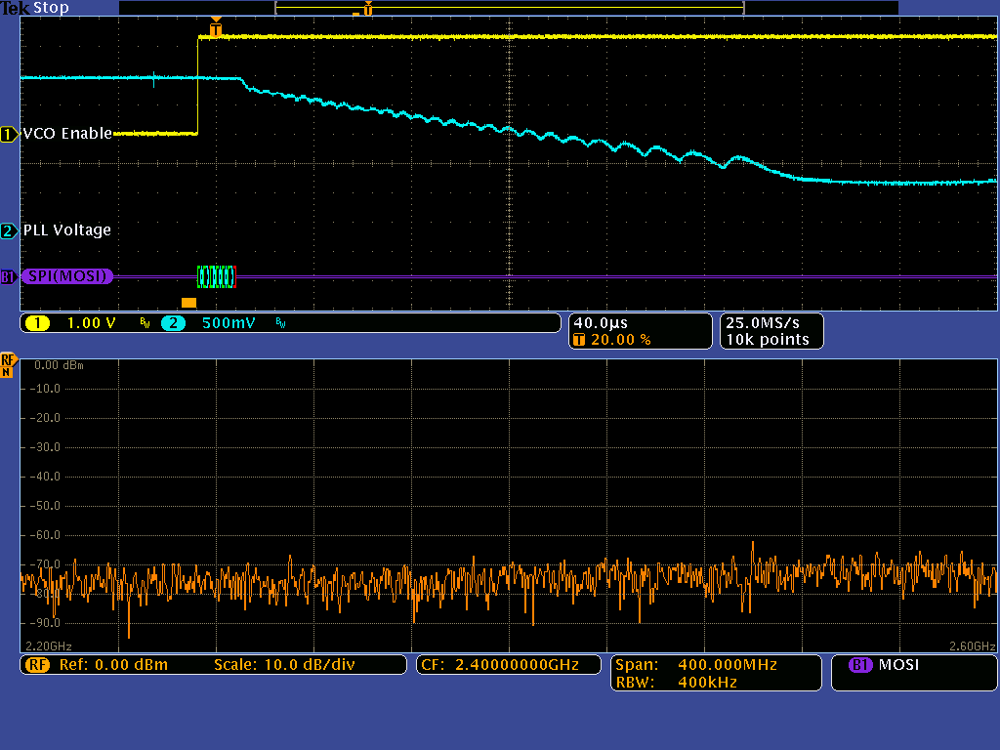 Tek Stop
T
T
1 VCO Enable
2 PLL Voltage
B1 SPI(MOSI)
1 1.00 V BW 2 500mV BW
40.0µs
T 20.00 %
25.0MS/s
10k points
RF
N
0.00 dBm
-10.0
-20.0
-30.0
-40.0
-50.0
-60.0
-70.0
-80.0
-90.0
2.20GHz 2.60GHz
RF Ref: 0.00 dBm Scale: 10.0 dB/div
CF: 2.40000000GHz
Span: 400.000MHz
RBW: 400kHz
B1 MOSI